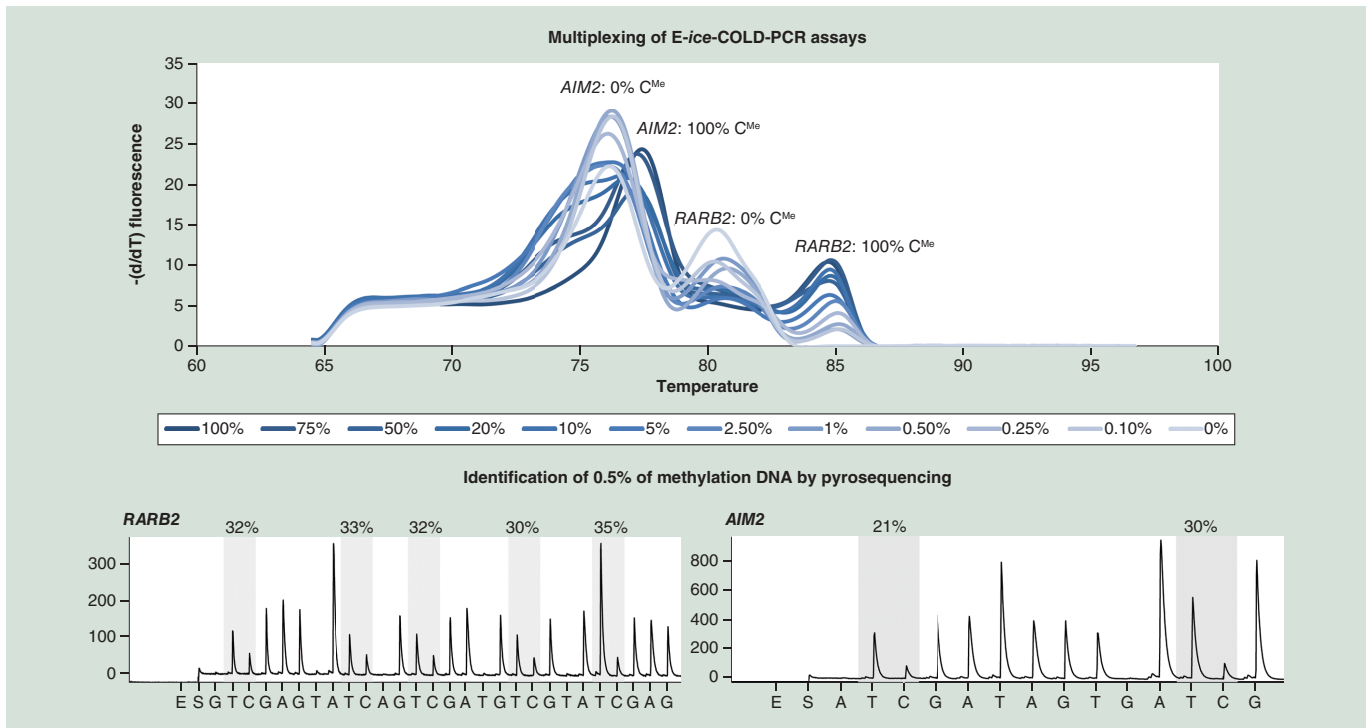 Multiplexing of E-ice-COLD-PCR assays
35
30
25
20
15
10
5
0
-(d/dT) fluorescence
AIM2: 0% CMe
AIM2: 100% CMe
RARB2: 0% CMe
RARB2: 100% CMe
60 65 70 75 80 85 90 95 100
Temperature
100% 75% 50% 20% 10% 5% 2.50% 1% 0.50% 0.25% 0.10% 0%
Identification of 0.5% of methylation DNA by pyrosequencing
RARB2
32% 33% 32% 30% 35%
300
200
100
0
E S G T C G A G T A T C A G T C G A T G T C G T A T C G A G
AIM2
21% 30%
800
600
400
200
0
E S A T C G A T A G T G A T C G